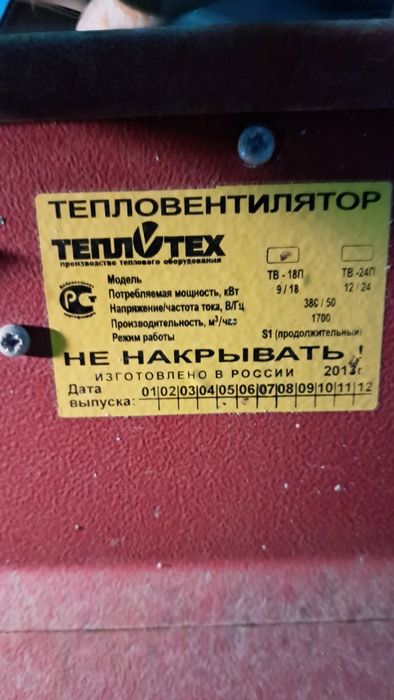 ТЕПЛОВЕНТИЛЯТОР
ТЕПЛОТЕХ
производство теплового оборудования
Модель ТВ - 18П ТВ -24П
Потребляемая мощность, кВт 9 / 18 12 / 24
Напряжение/частота тока, В/Гц 380 / 50
Производительность, м³/час 1700
Режим работы S1 (продолжительный)
РС
НЕ НАКРЫВАТЬ !
ИЗГОТОВЛЕНО В РОССИИ г.
Дата 01 02 03 04 05 06 07 08 09 10 11 12
выпуска: